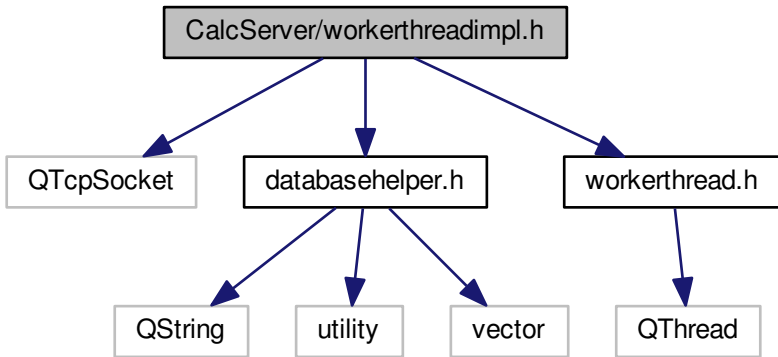 CalcServer/workerthreadimpl.h
QTcpSocket
databasehelper.h
workerthread.h
QString
utility
vector
QThread